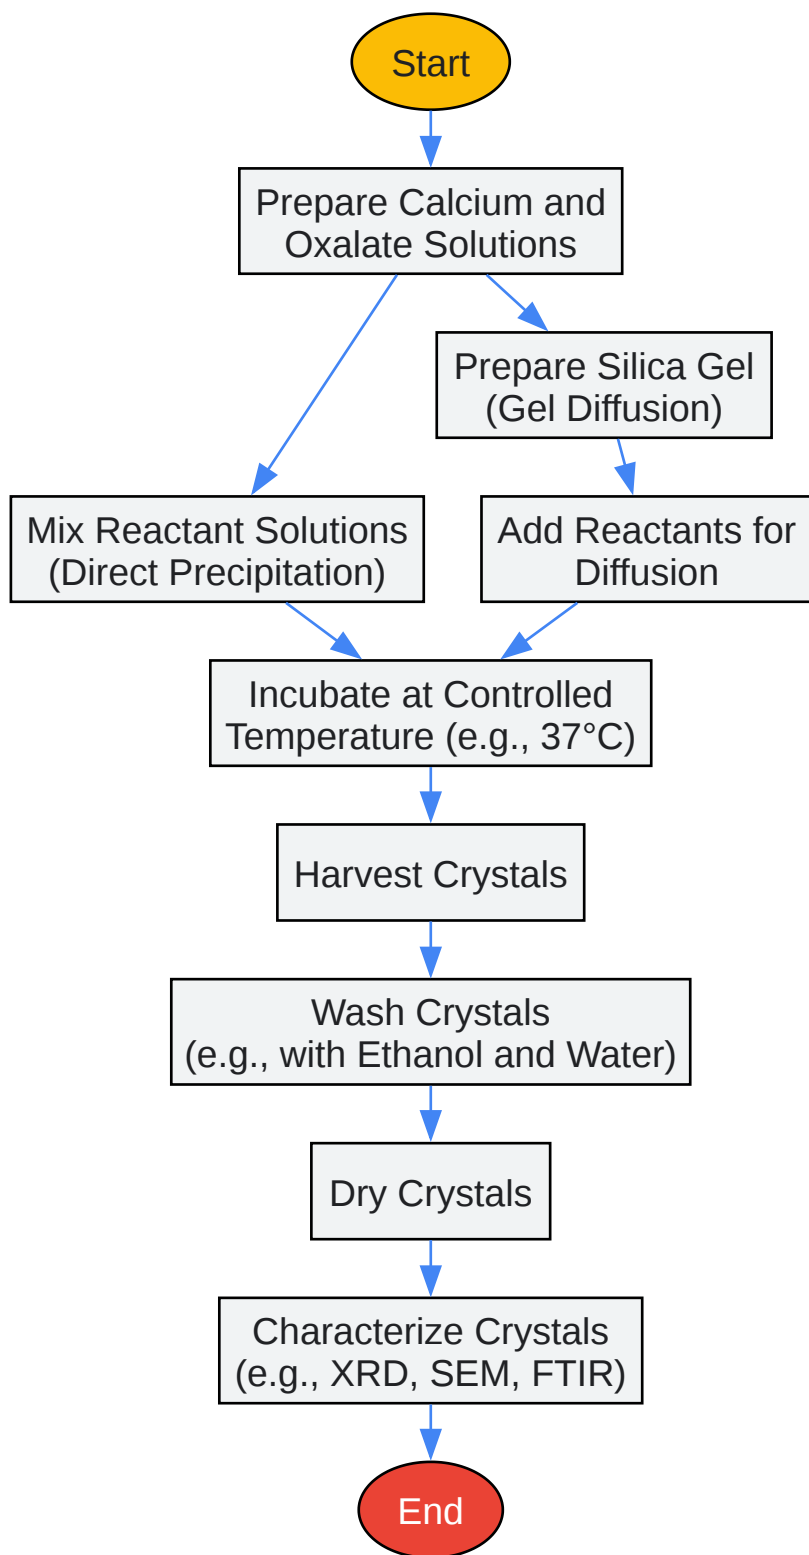 Start
Prepare Calcium and
Oxalate Solutions
Prepare Silica Gel
(Gel Diffusion)
Mix Reactant Solutions
(Direct Precipitation)
Add Reactants for
Diffusion
Incubate at Controlled
Temperature (e.g., 37°C)
Harvest Crystals
Wash Crystals
(e.g., with Ethanol and Water)
Dry Crystals
Characterize Crystals
(e.g., XRD, SEM, FTIR)
End